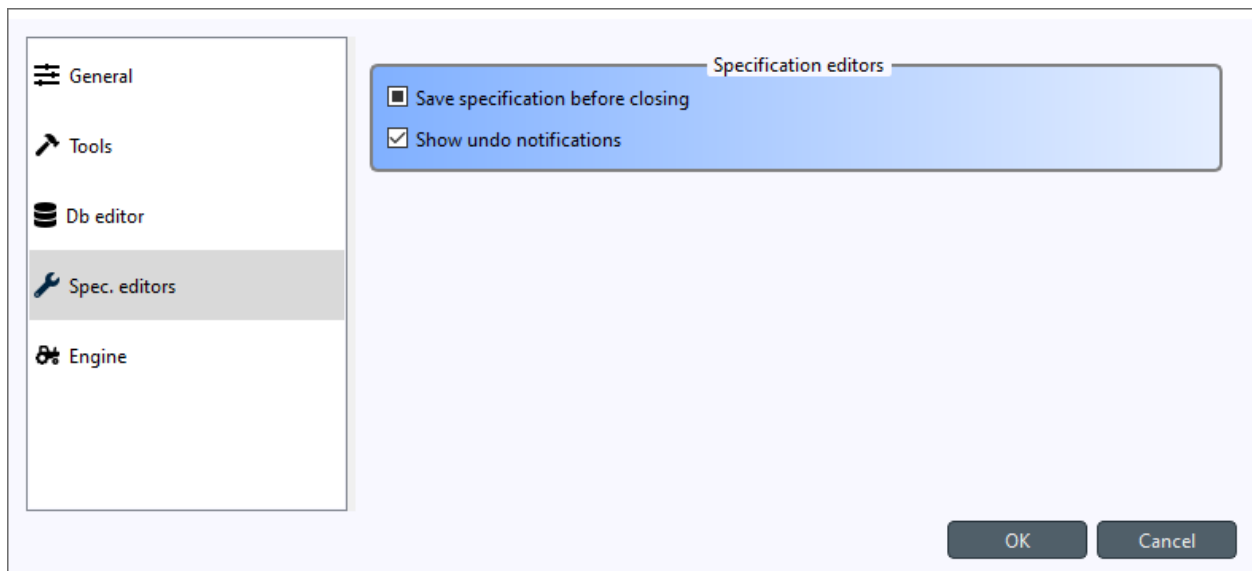 General
Tools
Db editor
Spec. editors
Engine
Specification editors
Save specification before closing
Show undo notifications
OK
Cancel